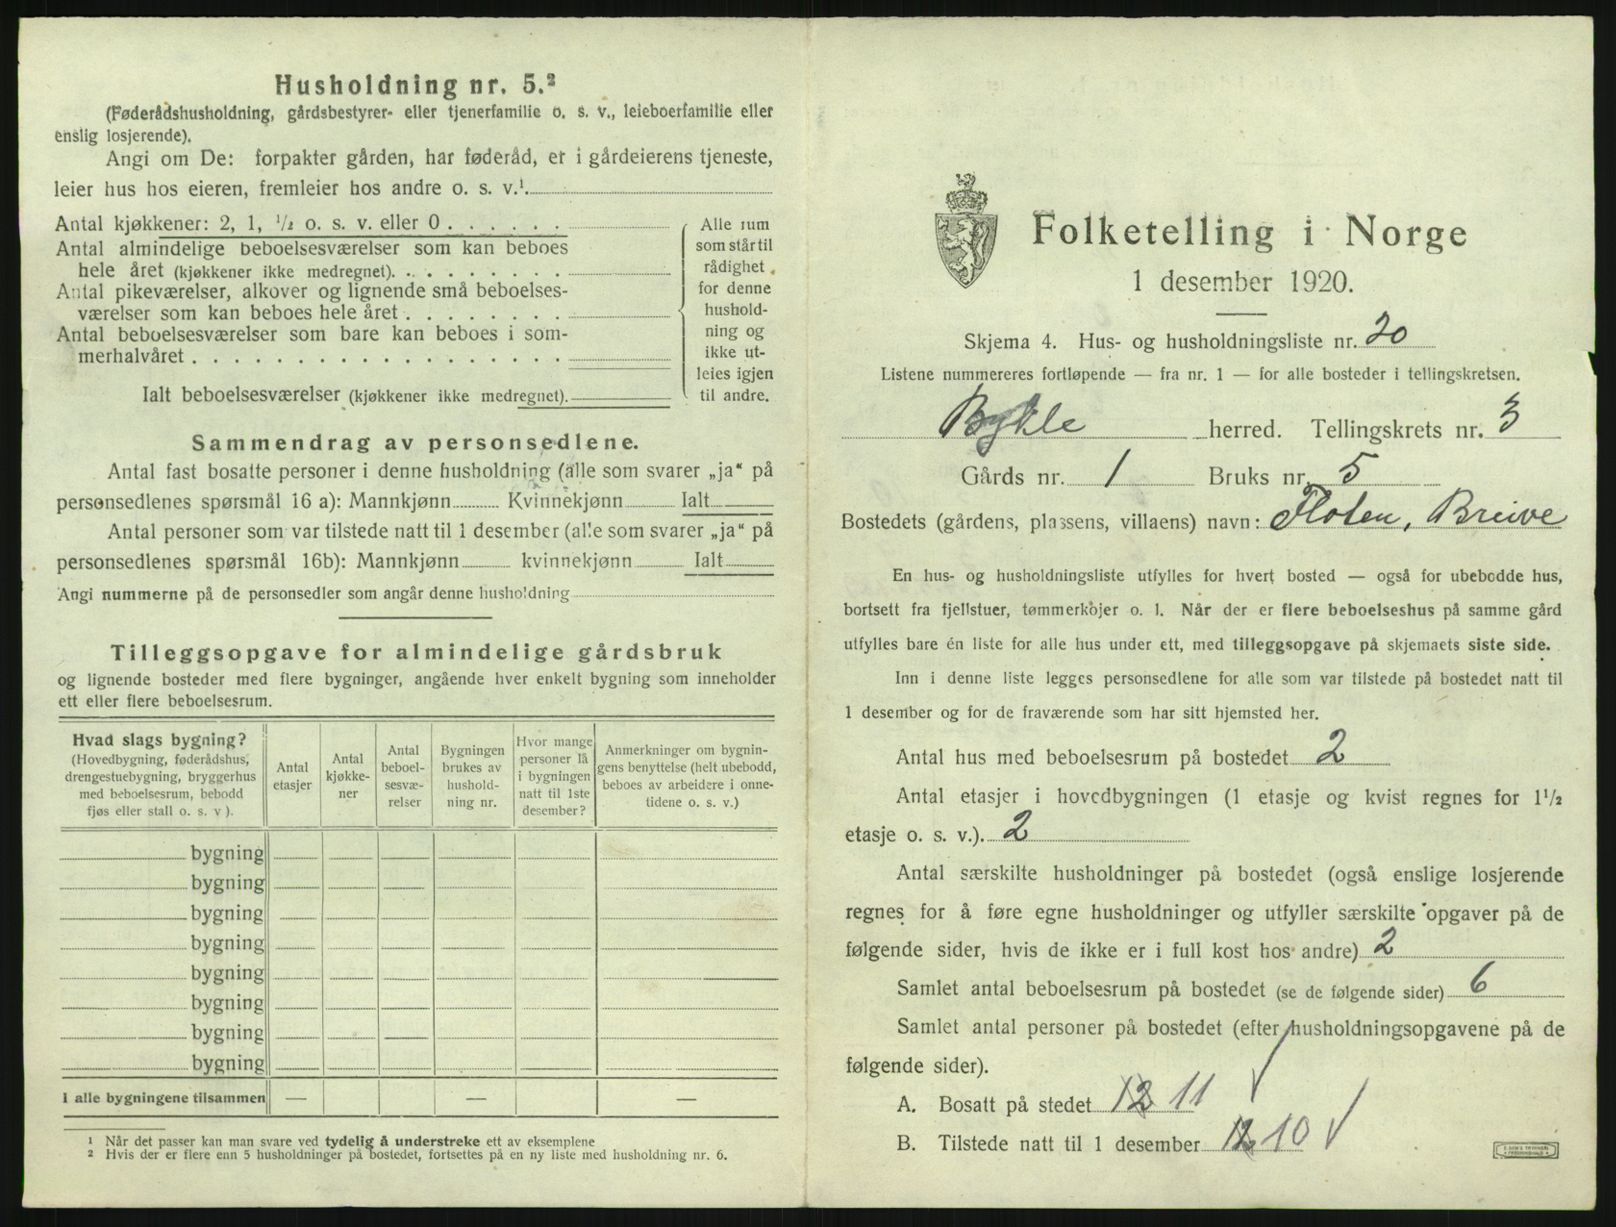 Husholdning nr. 5.²
(Føderådshusholdning, gårdsbestyrer- eller tjenerfamilie o. s. v., leieboerfamilie eller
enslig losjerende).
Angi om De: forpakter gården, har føderåd, er i gårdeierens tjeneste,
leier hus hos eieren, fremleier hos andre o. s. v.¹.
Antal kjøkkener: 2, 1, ½ o. s. v. eller 0 . . . . . .
Antal almindelige beboelsesværelser som kan beboes
hele året (kjøkkener ikke medregnet). . . . . . . . .
Antal pikeværelser, alkover og lignende små beboelses-
værelser som kan beboes hele året . . . . . . . .
Antal beboelsesværelser som bare kan beboes i som-
merhalvåret . . . . . . . . . . . . . . . . . .
Ialt beboelsesværelser (kjøkkener ikke medregnet).
Alle rum
som står til
rådighet
for denne
hushold-
ning og
ikke ut-
leies igjen
til andre.
Sammendrag av personsedlene.
Antal fast bosatte personer i denne husholdning (alle som svarer „ja“ på
personsedlenes spørsmål 16 a): Mannkjønn Kvinnekjønn Ialt
Antal personer som var tilstede natt til 1 desember (alle som svarer „ja“ på
personsedlenes spørsmål 16b): Mannkjønn kvinnekjønn Ialt
Angi nummerne på de personsedler som angår denne husholdning
Tilleggsopgave for almindelige gårdsbruk
og lignende bosteder med flere bygninger, angående hver enkelt bygning som inneholder
ett eller flere beboelsesrum.
Hvad slags bygning?
(Hovedbygning, føderådshus,
drengestuebygning, bryggerhus
med beboelsesrum, bebodd
fjøs eller stall o. s. v ).
Antal
etasjer
Antal
kjøkke-
ner
Antal
beboel-
sesvæ-
relser
Bygningen
brukes av
hushold-
ning nr.
Hvor mange
personer lå
i bygningen
natt til 1ste
desember?
Anmerkninger om bygnin-
gens benyttelse (helt ubebodd,
beboes av arbeidere i onne-
tidene o. s. v.)
bygning
bygning
bygning
bygning
bygning
bygning
bygning
bygning
I alle bygningene tilsammen — — —
¹ Når det passer kan man svare ved tydelig å understreke ett av eksemplene
² Hvis der er flere enn 5 husholdninger på bostedet, fortsettes på en ny liste med husholdning nr. 6.
Folketelling i Norge
1 desember 1920.
Skjema 4. Hus- og husholdningsliste nr. 20
Listene nummereres fortløpende — fra nr. 1 — for alle bosteder i tellingskretsen.
Bykle herred. Tellingskrets nr. 3
Gårds nr. 1 Bruks nr. 5
Bostedets (gårdens, plassens, villaens) navn: Floten, Breive
En hus- og husholdningsliste utfylles for hvert bosted — også for ubebodde hus,
bortsett fra fjellstuer, tømmerkojer o. l. Når der er flere beboelseshus på samme gård
utfylles bare én liste for alle hus under ett, med tilleggsopgave på skjemaets siste side.
Inn i denne liste legges personsedlene for alle som var tilstede på bostedet natt til
1 desember og for de fraværende som har sitt hjemsted her.
Antal hus med beboelsesrum på bostedet 2
Antal etasjer i hovedbygningen (1 etasje og kvist regnes for 1½
etasje o. s. v.). 2
Antal særskilte husholdninger på bostedet (også enslige losjerende
regnes for å føre egne husholdninger og utfyller særskilte opgaver på de
følgende sider, hvis de ikke er i full kost hos andre) 2
Samlet antal beboelsesrum på bostedet (se de følgende sider) 6
Samlet antal personer på bostedet (efter husholdningsopgavene på de
følgende sider).
A. Bosatt på stedet 12 11
B. Tilstede natt til 1 desember 12 10